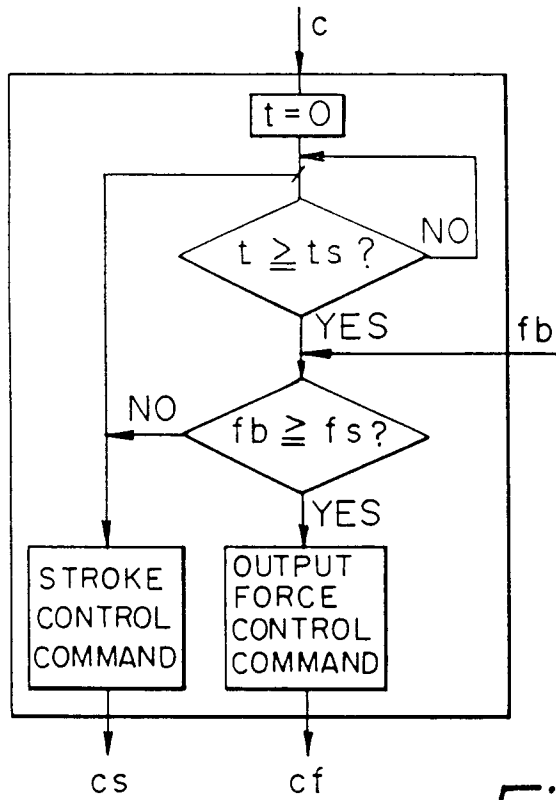 c
t = 0
t ≧ ts ?
NO
YES
fb
NO
fb ≧ fs?
YES
STROKE
CONTROL
COMMAND
OUTPUT
FORCE
CONTROL
COMMAND
cs
cf